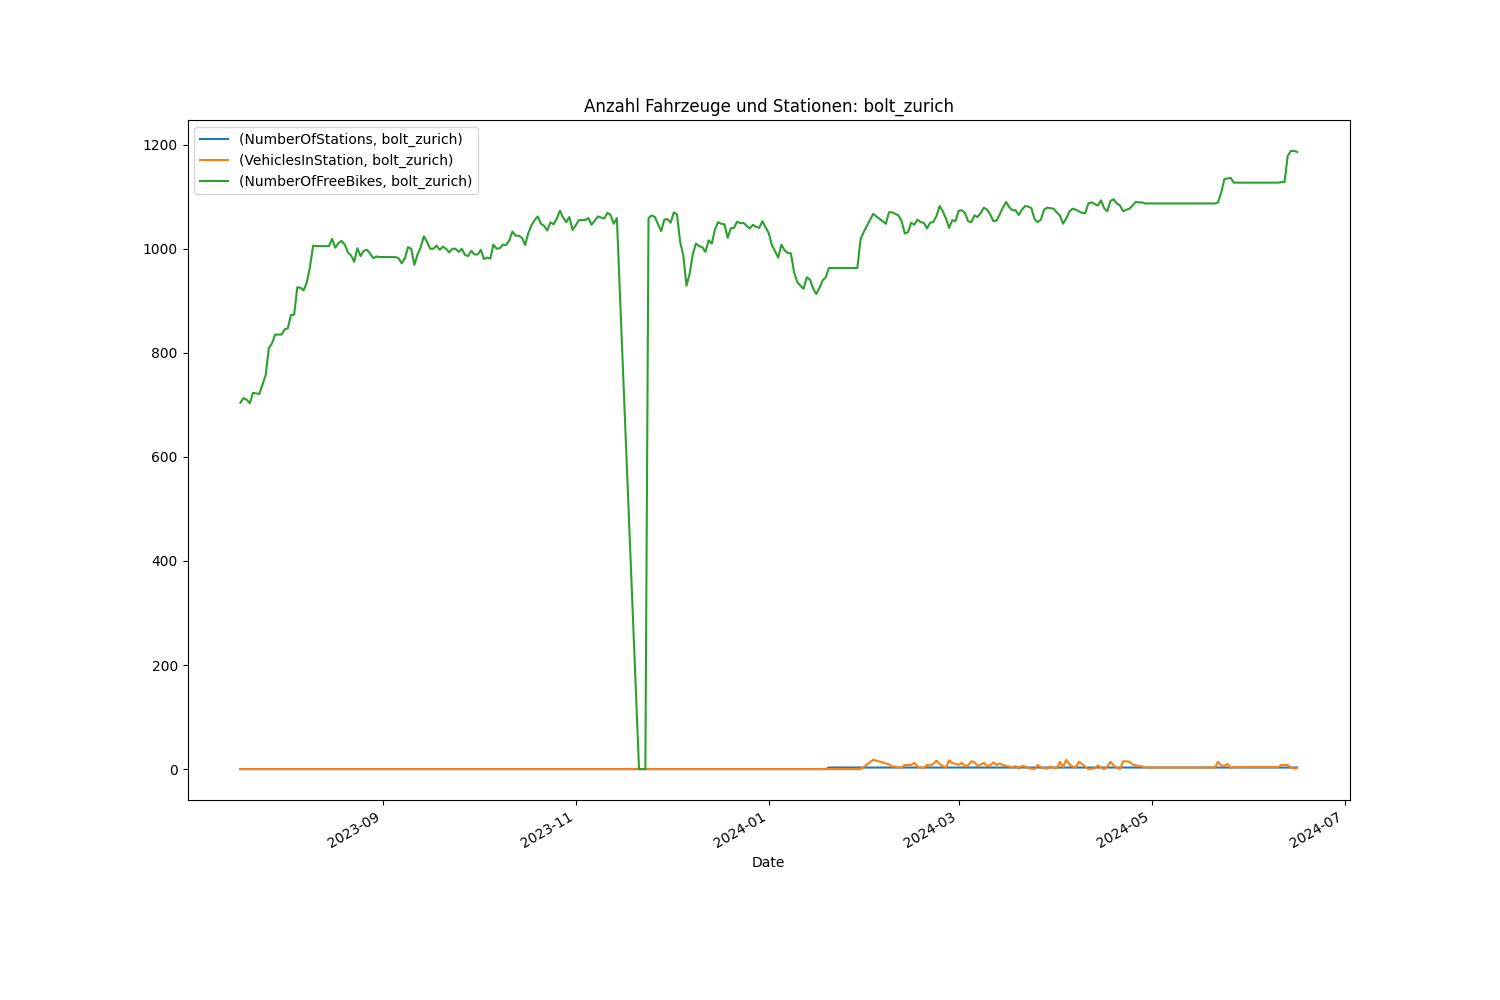 Anzahl Fahrzeuge und Stationen: bolt_zurich
(NumberOfStations, bolt_zurich)
(VehiclesInStation, bolt_zurich)
(NumberOfFreeBikes, bolt_zurich)
1200
1000
800
600
400
200
0
2023-09
2023-11
2024-01
2024-03
2024-05
2024-07
Date